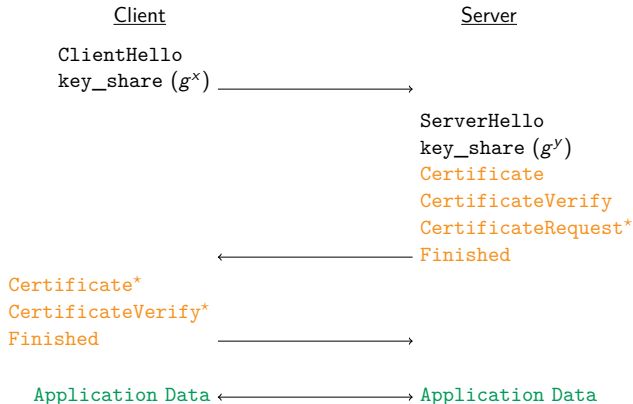 Client Server
ClientHello
key_share (g^x)
ServerHello
key_share (g^y)
Certificate
CertificateVerify
CertificateRequest*
Finished
Certificate*
CertificateVerify*
Finished
Application Data Application Data